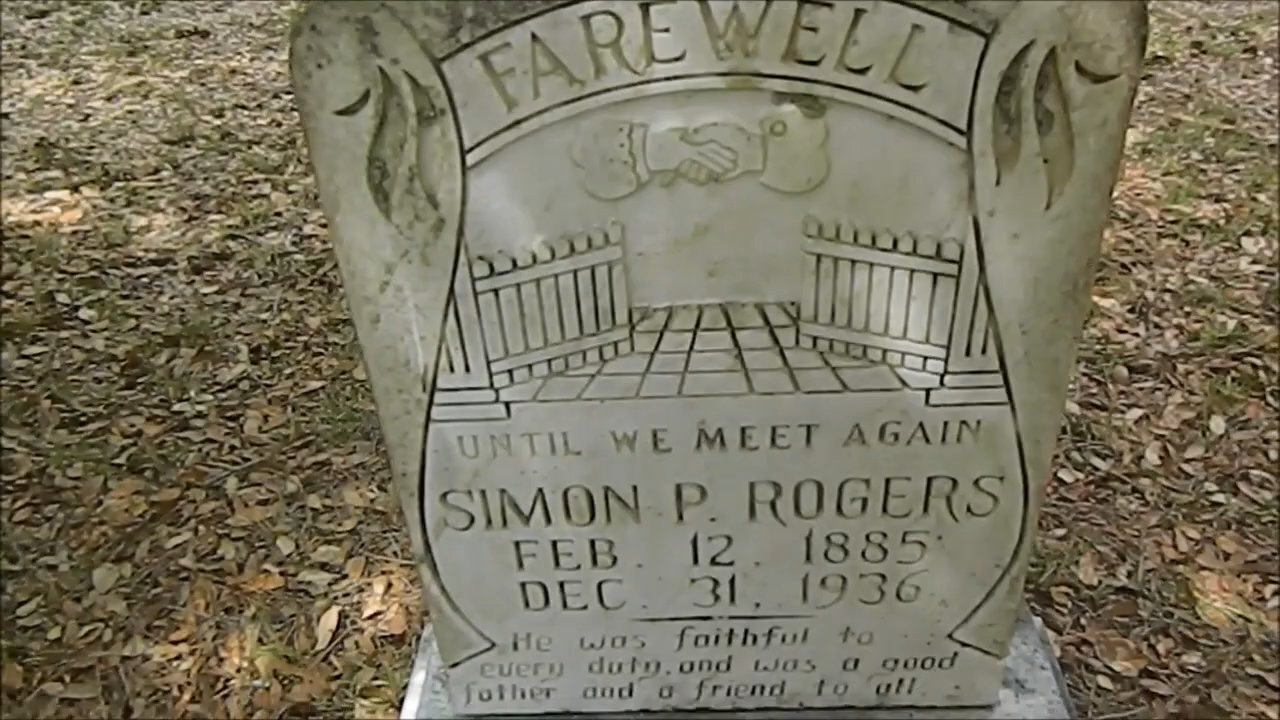 FAREWELL
UNTIL WE MEET AGAIN
SIMON P. ROGERS
FEB. 12. 1885
DEC. 31, 1936
He was faithful to
every duty, and was a good
father and a friend to all.